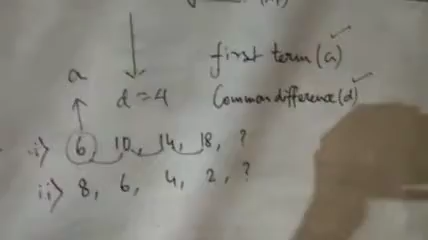 first term (a)
a
d = 4
Common difference (d)
i) 6, 10, 14, 18, ?
ii) 8, 6, 4, 2, ?